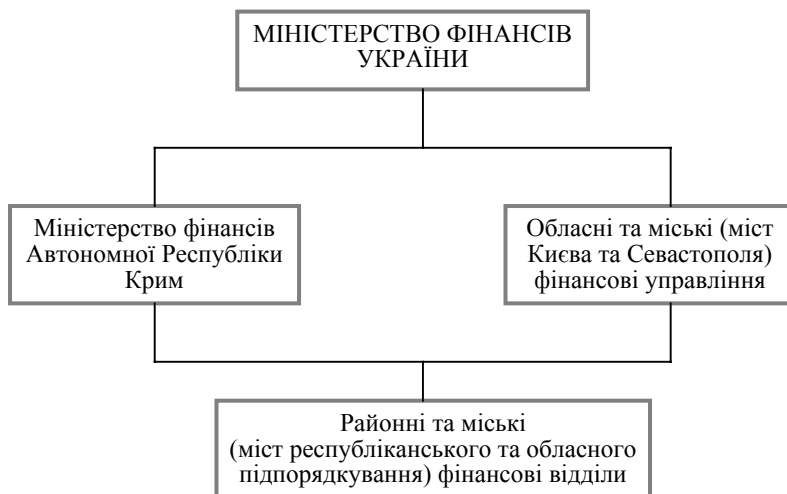 МІНІСТЕРСТВО ФІНАНСІВ
УКРАЇНИ
Міністерство фінансів
Автономної Республіки
Крим
Обласні та міські (міст
Києва та Севастополя)
фінансові управління
Районні та міські
(міст республіканського та обласного
підпорядкування) фінансові відділи